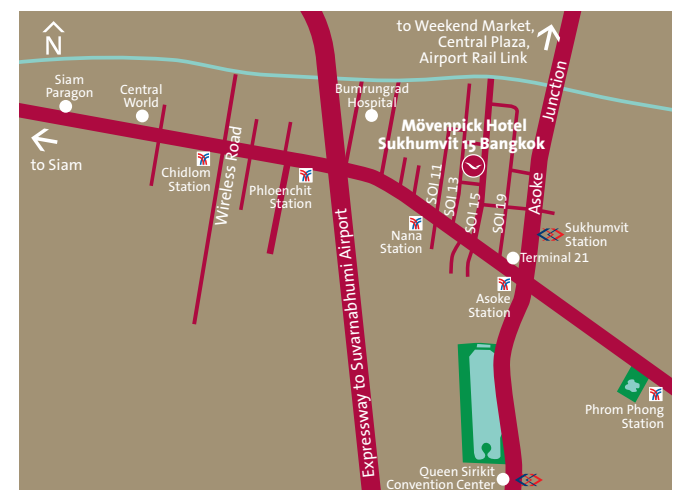 N
to Weekend Market,
Central Plaza,
Airport Rail Link
Siam
Paragon
Central
World
Bumrungrad
Hospital
Junction
Mövenpick Hotel
Sukhumvit 15 Bangkok
to Siam
Chidlom
Station
Wireless Road
Phloenchit
Station
SOI 11
SOI 13
SOI 15
SOI 19
Asoke
Nana
Station
Sukhumvit
Station
Terminal 21
Asoke
Station
Expressway to Suvarnabhumi Airport
Phrom Phong
Station
Queen Sirikit
Convention Center